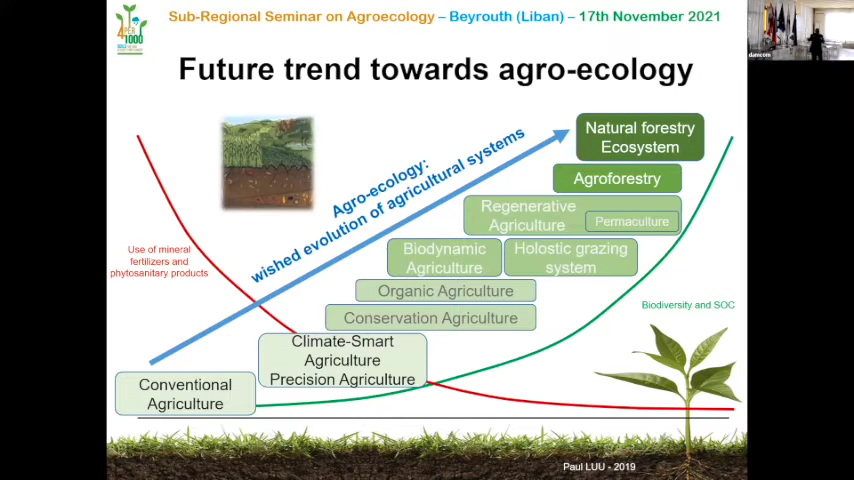 Sub-Regional Seminar on Agroecology – Beyrouth (Liban) – 17th November 2021
4 PER
1000
Future trend towards agro-ecology
Agro-ecology:
wished evolution of agricultural systems
Natural forestry
Ecosystem
Agroforestry
Regenerative
Agriculture
Permaculture
Biodynamic
Agriculture
Holostic grazing
system
Use of mineral
fertilizers and
phytosanitary products
Organic Agriculture
Biodiversity and SOC
Conservation Agriculture
Climate-Smart
Agriculture
Precision Agriculture
Conventional
Agriculture
Paul LUU - 2019